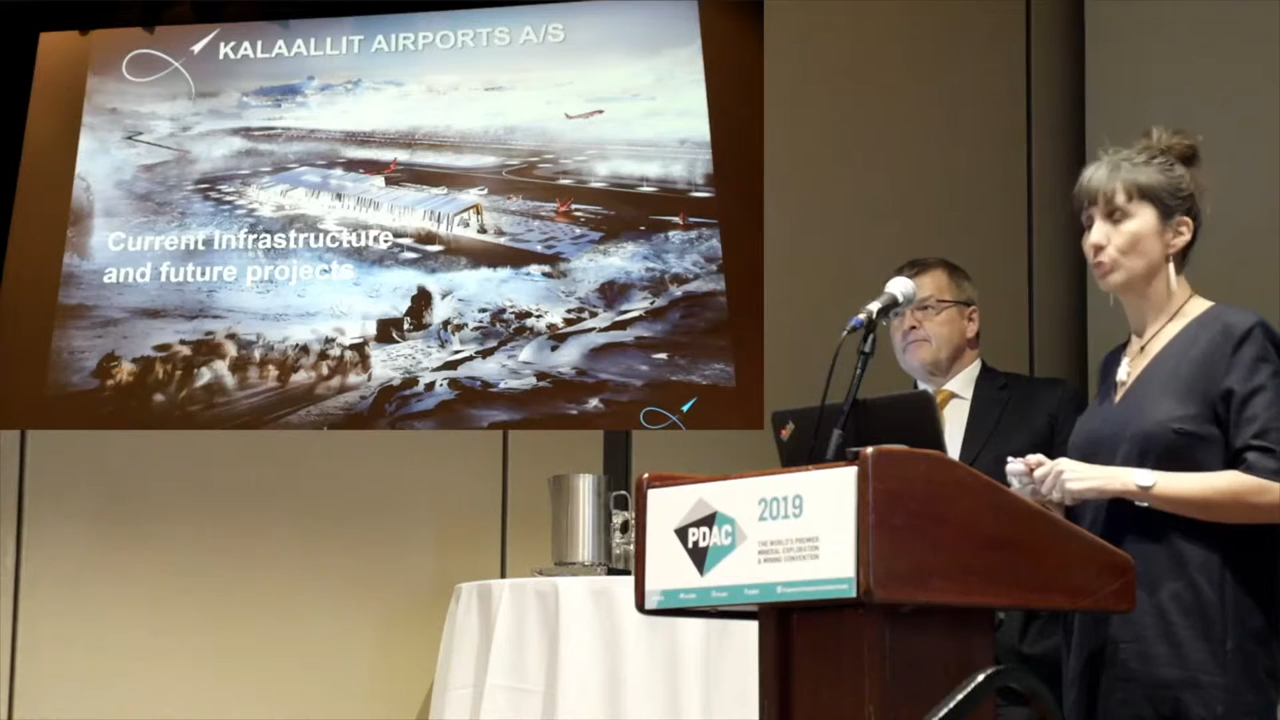 KALAALLIT AIRPORTS A/S
Current Infrastructure
and future projects
PDAC
2019
THE WORLD'S PREMIER
MINERAL EXPLORATION
& MINING CONVENTION